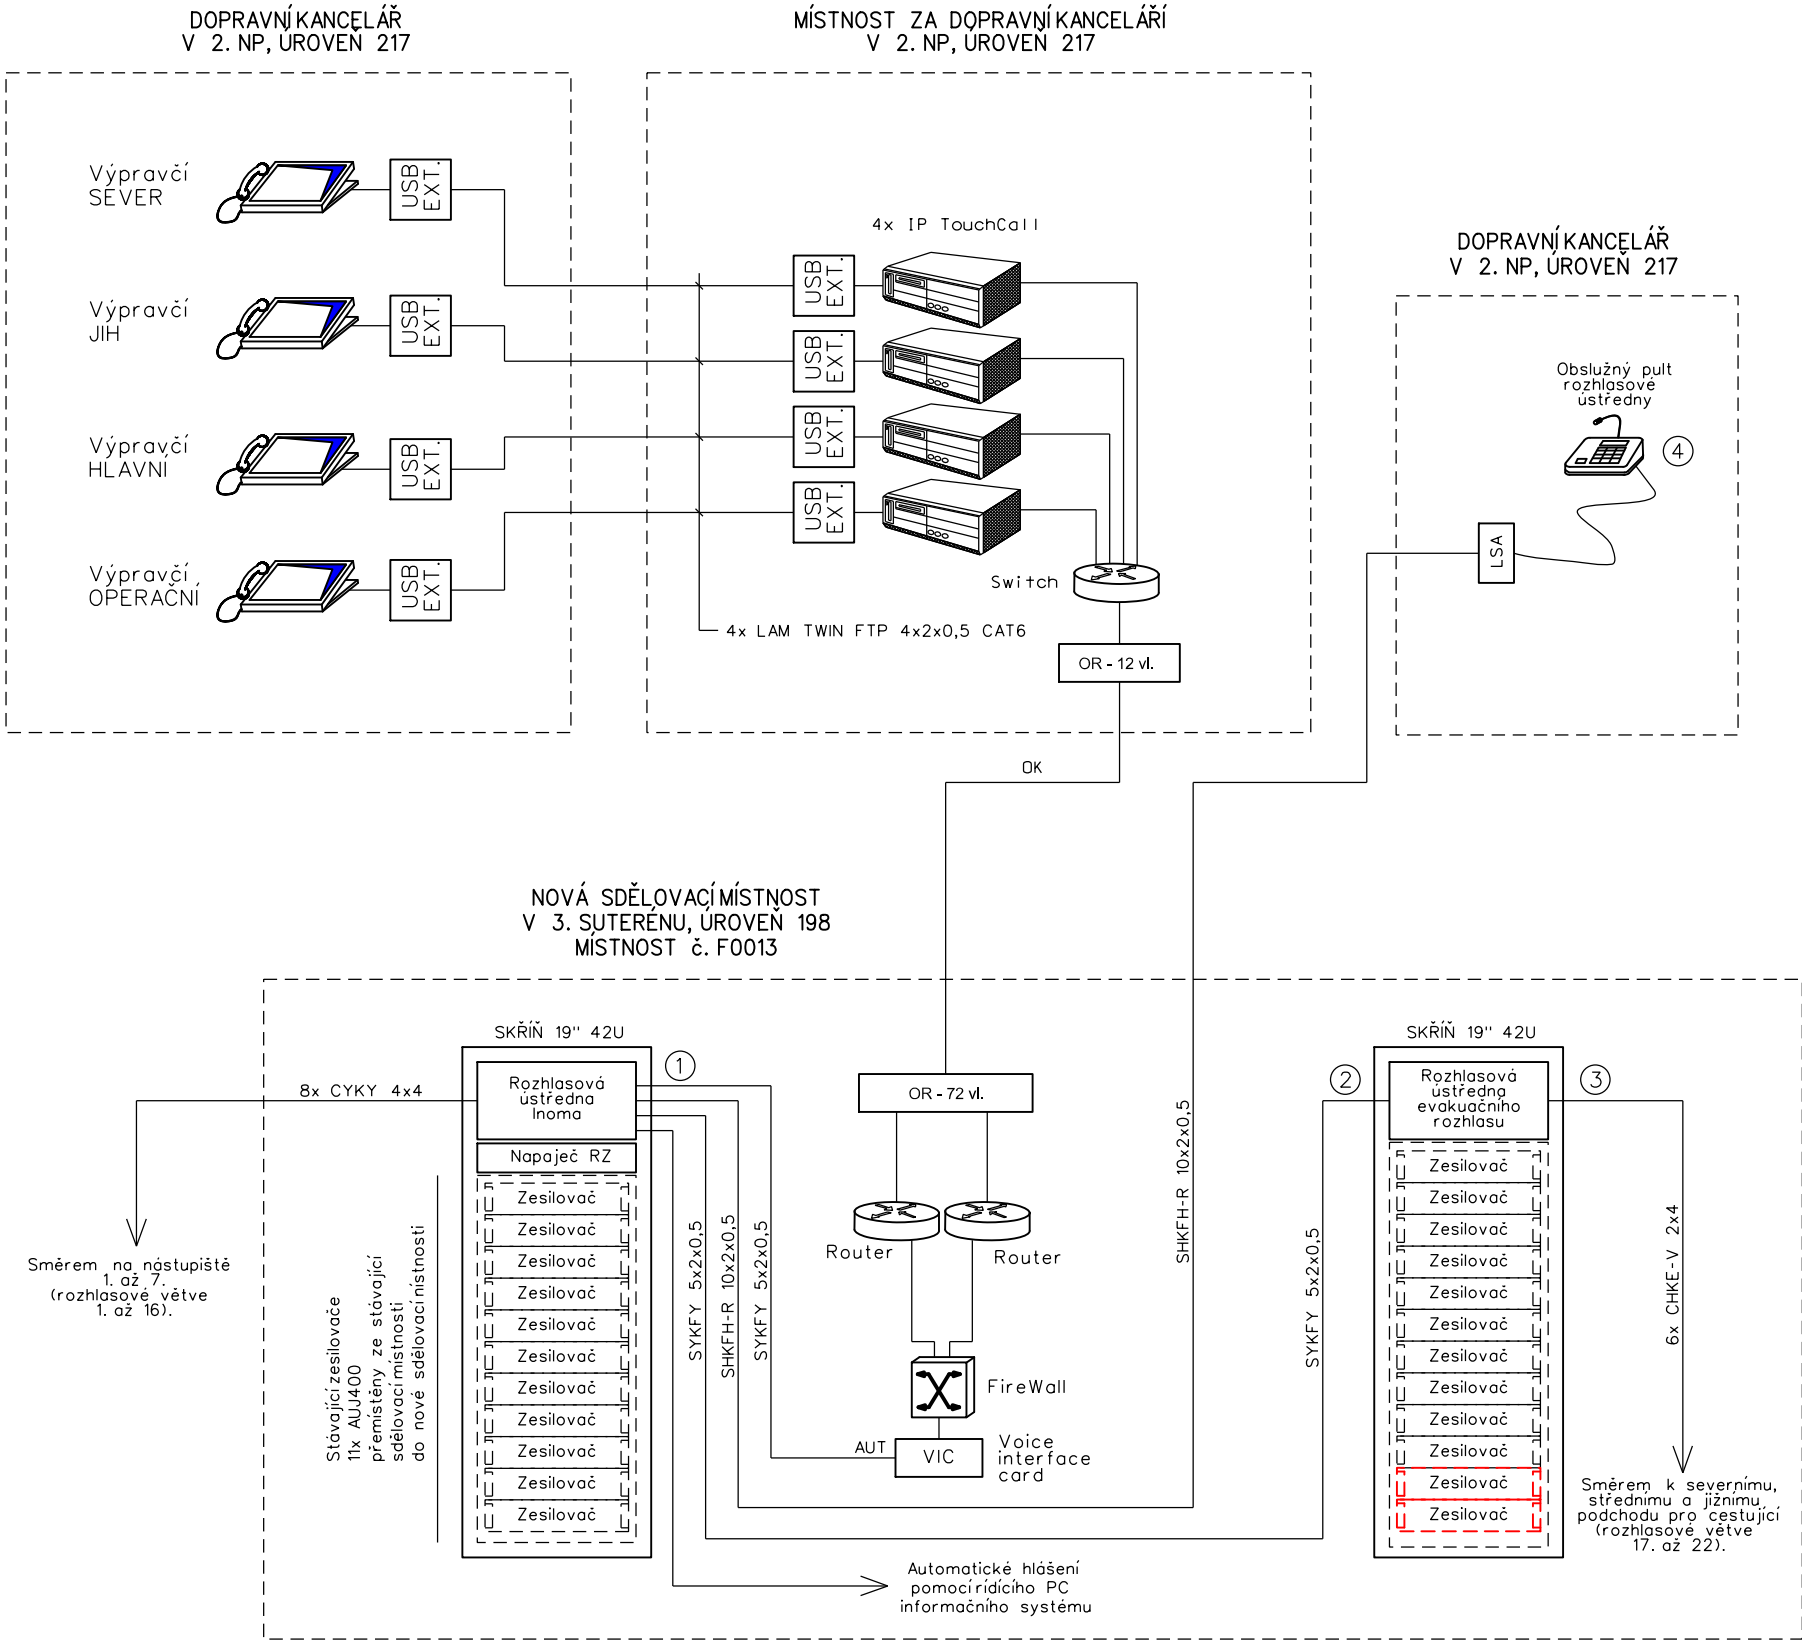 DOPRAVNÍ KANCELÁŘ
V 2. NP, ÚROVEŇ 217
MÍSTNOST ZA DOPRAVNÍ KANCELÁŘÍ
V 2. NP, ÚROVEŇ 217
Výpravčí
SEVER
USB
EXT.
Výpravčí
JIH
USB
EXT.
Výpravčí
HLAVNÍ
USB
EXT.
Výpravčí
OPERAČNÍ
USB
EXT.
4x IP TouchCall
USB
EXT.
USB
EXT.
USB
EXT.
USB
EXT.
Switch
4x LAM TWIN FTP 4x2x0,5 CAT6
OR - 12 vl.
DOPRAVNÍ KANCELÁŘ
V 2. NP, ÚROVEŇ 217
Obslužný pult
rozhlasové
ústředny
4
LSA
OK
NOVÁ SDĚLOVACÍ MÍSTNOST
V 3. SUTERÉNU, ÚROVEŇ 198
MÍSTNOST č. F0013
SKŘÍŇ 19'' 42U
1
8x CYKY 4x4
Rozhlasová
ústředna
Inoma
Napaječ RZ
Zesilovač
Zesilovač
Zesilovač
Zesilovač
Zesilovač
Zesilovač
Zesilovač
Zesilovač
Zesilovač
Zesilovač
Zesilovač
Směrem na nástupiště
1. až 7.
(rozhlasové větve
1. až 16).
Stávající zesilovače
11x AUJ400
přemístěny ze stávající
sdělovací místnosti
do nové sdělovací místnosti
SYKFY 5x2x0,5
SHKFH-R 10x2x0,5
SYKFY 5x2x0,5
OR - 72 vl.
Router
Router
FireWall
AUT
VIC
Voice
interface
card
SHKFH-R 10x2x0,5
SYKFY 5x2x0,5
SKŘÍŇ 19'' 42U
2
3
Rozhlasová
ústředna
evakuačního
rozhlasu
Zesilovač
Zesilovač
Zesilovač
Zesilovač
Zesilovač
Zesilovač
Zesilovač
Zesilovač
Zesilovač
Zesilovač
Zesilovač
Zesilovač
6x CHKE-V 2x4
Směrem k severnímu,
střednímu a jižnímu
podchodu pro cestující
(rozhlasové větve
17. až 22).
Automatické hlášení
pomocí řídícího PC
informačního systému